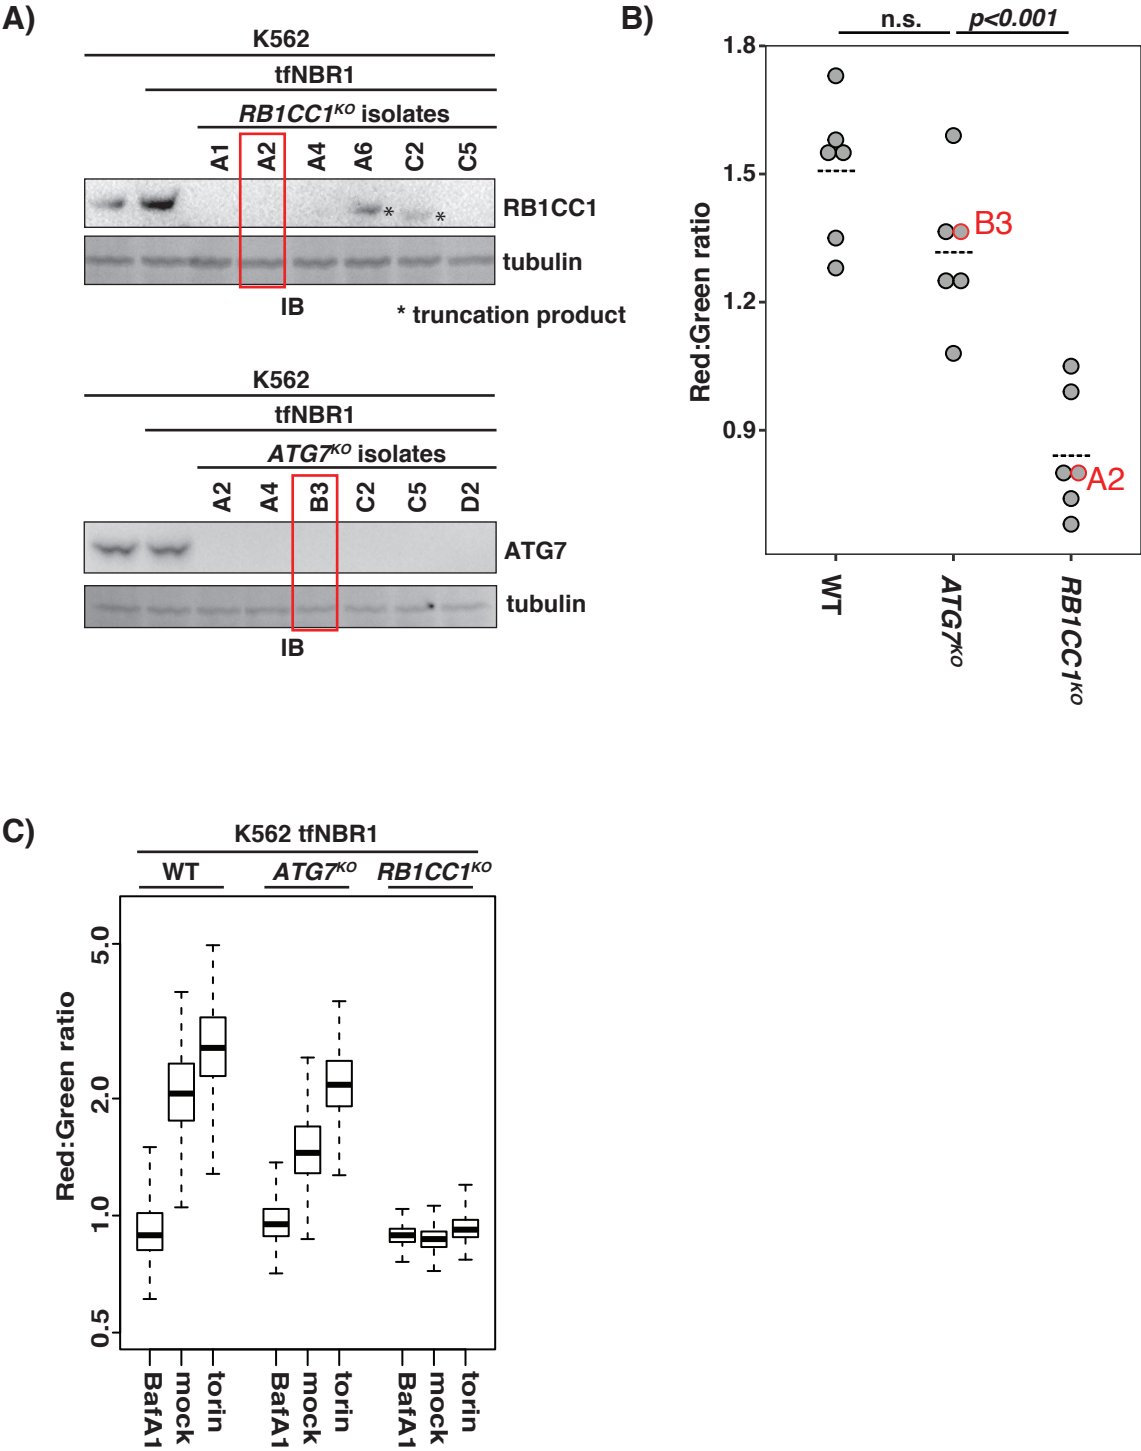 A)
K562
tfNBR1
RB1CC1KO isolates
A1 A2 A4 A6 C2 C5
RB1CC1
* *
tubulin
IB
* truncation product
K562
tfNBR1
ATG7KO isolates
A2 A4 B3 C2 C5 D2
ATG7
tubulin
IB
B)
n.s. p<0.001
Red:Green ratio
1.8
1.5
1.2
0.9
B3
A2
WT ATG7KO RB1CC1KO
C)
K562 tfNBR1
WT ATG7KO RB1CC1KO
Red:Green ratio
5.0
2.0
1.0
0.5
BafA1 mock torin BafA1 mock torin BafA1 mock torin